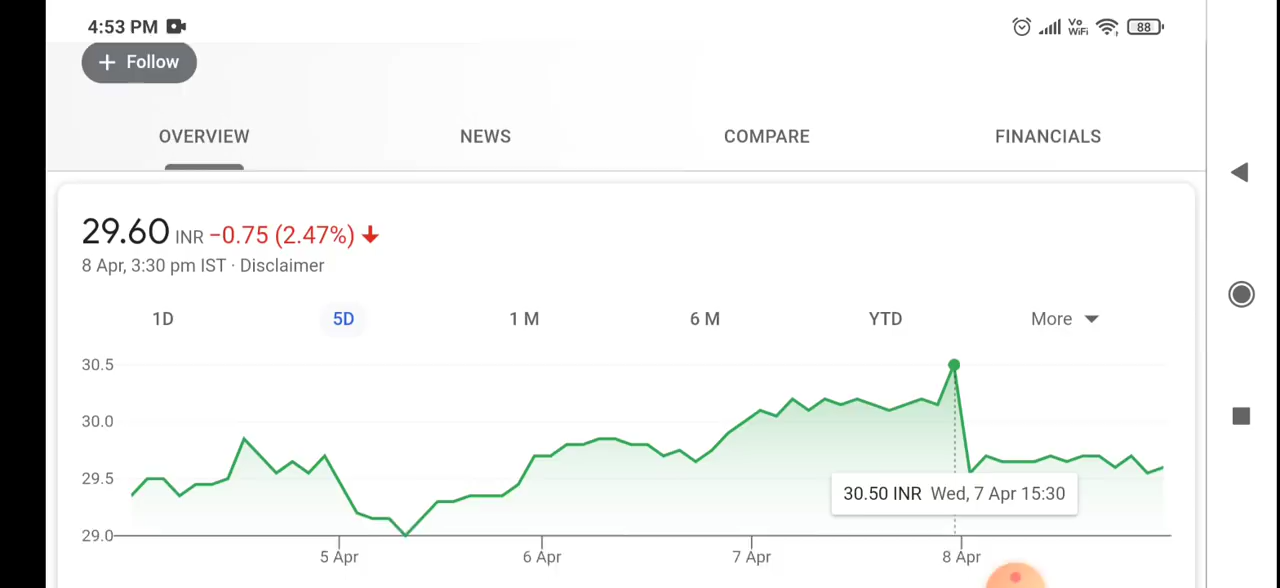 4:53 PM
Vo WiFi 88
+ Follow
OVERVIEW NEWS COMPARE FINANCIALS
29.60 INR −0.75 (2.47%)
8 Apr, 3:30 pm IST · Disclaimer
1D 5D 1 M 6 M YTD More
30.5
30.0
29.5
30.50 INR Wed, 7 Apr 15:30
29.0
5 Apr 6 Apr 7 Apr 8 Apr